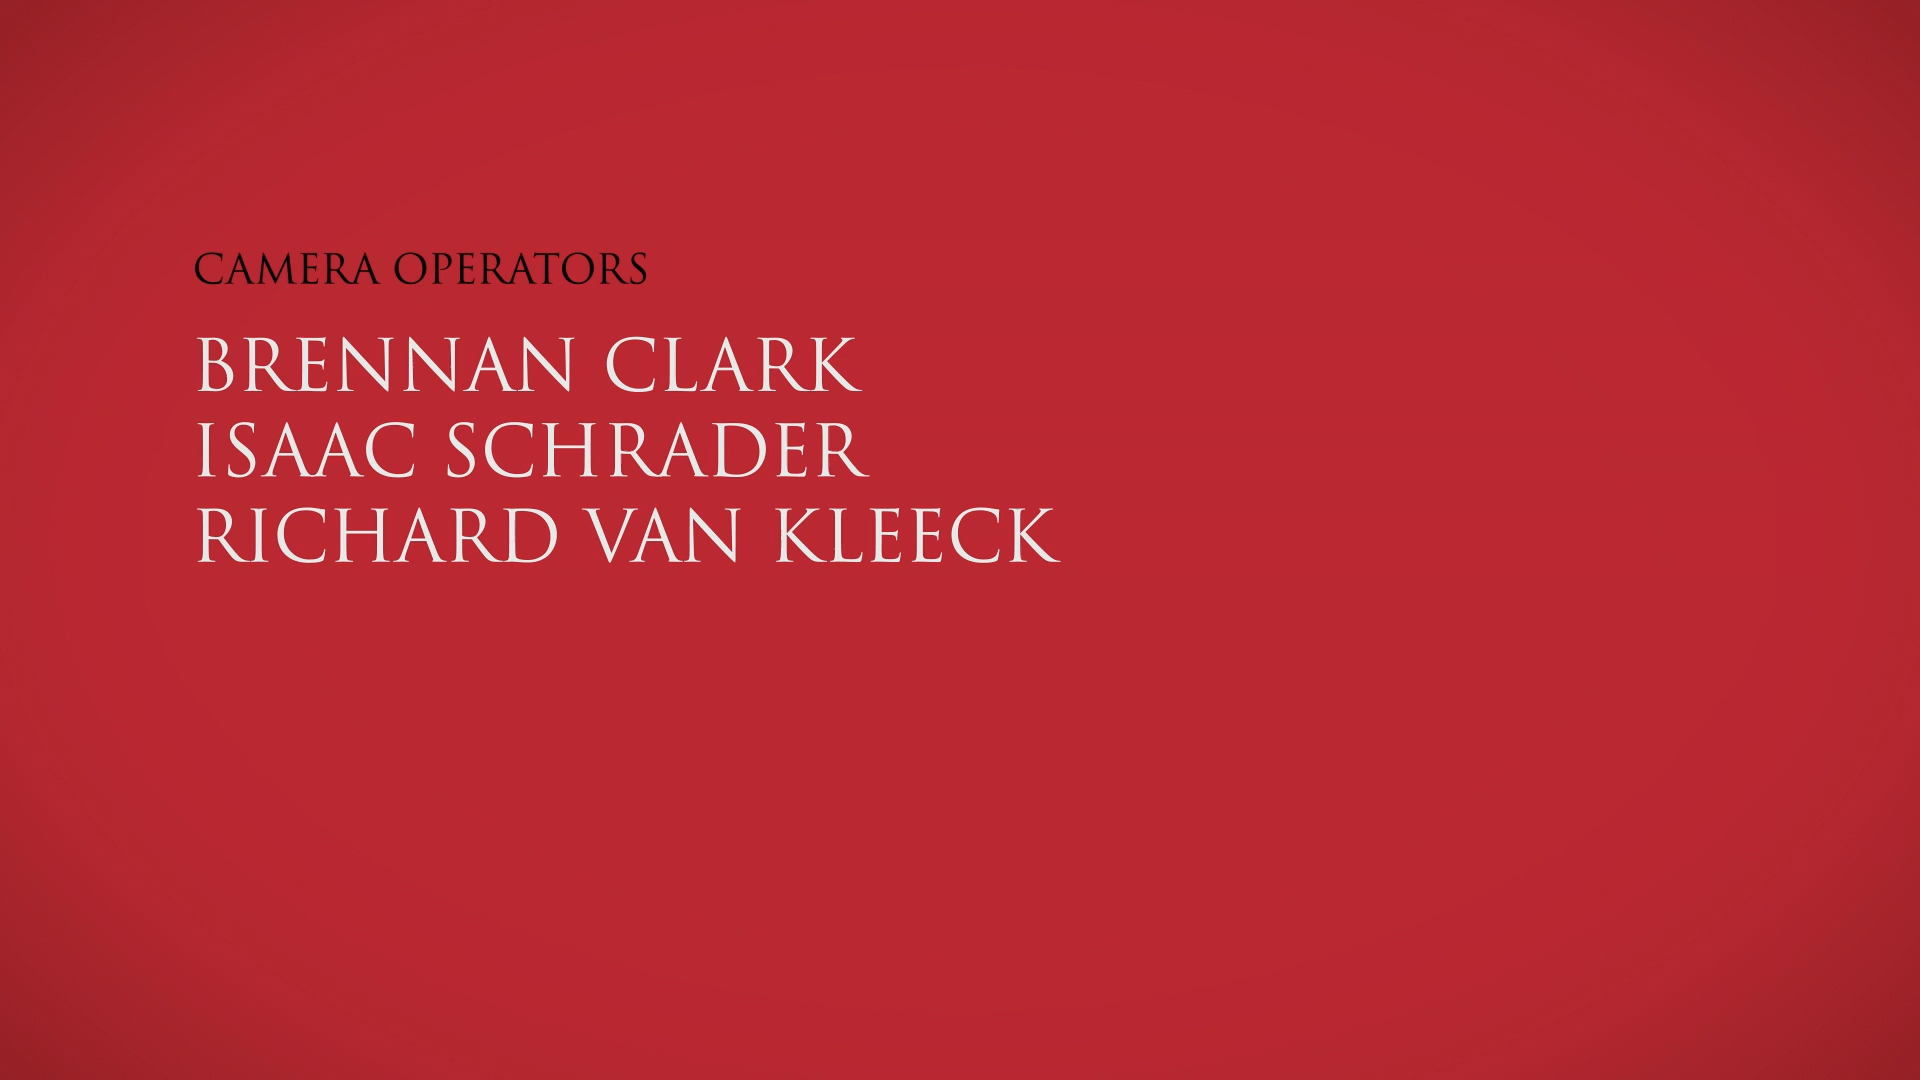 CAMERA OPERATORS
BRENNAN CLARK
ISAAC SCHRADER
RICHARD VAN KLEECK